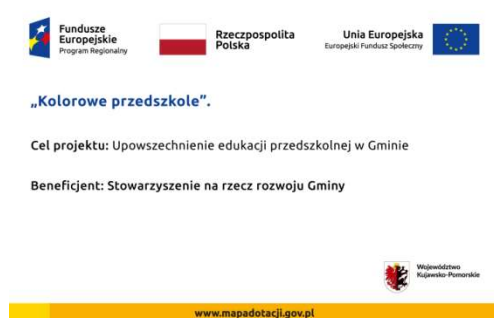 Fundusze
Europejskie
Program Regionalny
Rzeczpospolita
Polska
Unia Europejska
Europejski Fundusz Społeczny
„Kolorowe przedszkole”.
Cel projektu: Upowszechnienie edukacji przedszkolnej w Gminie
Beneficjent: Stowarzyszenie na rzecz rozwoju Gminy
Województwo
Kujawsko-Pomorskie
www.mapadotacji.gov.pl